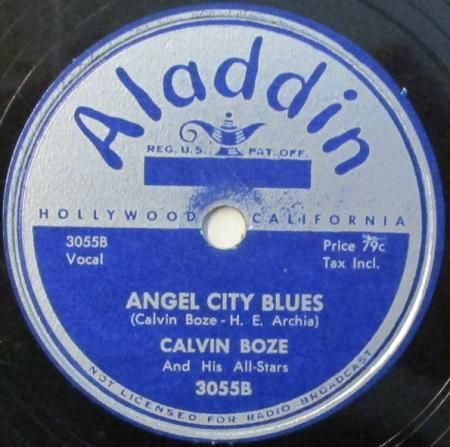 Aladdin
REG. U.S. PAT. OFF.
HOLLYWOOD CALIFORNIA
3055B
Vocal
Price 79c
Tax Incl.
ANGEL CITY BLUES
(Calvin Boze - H. E. Archia)
CALVIN BOZE
And His All-Stars
3055B
NOT LICENSED FOR RADIO BROADCAST